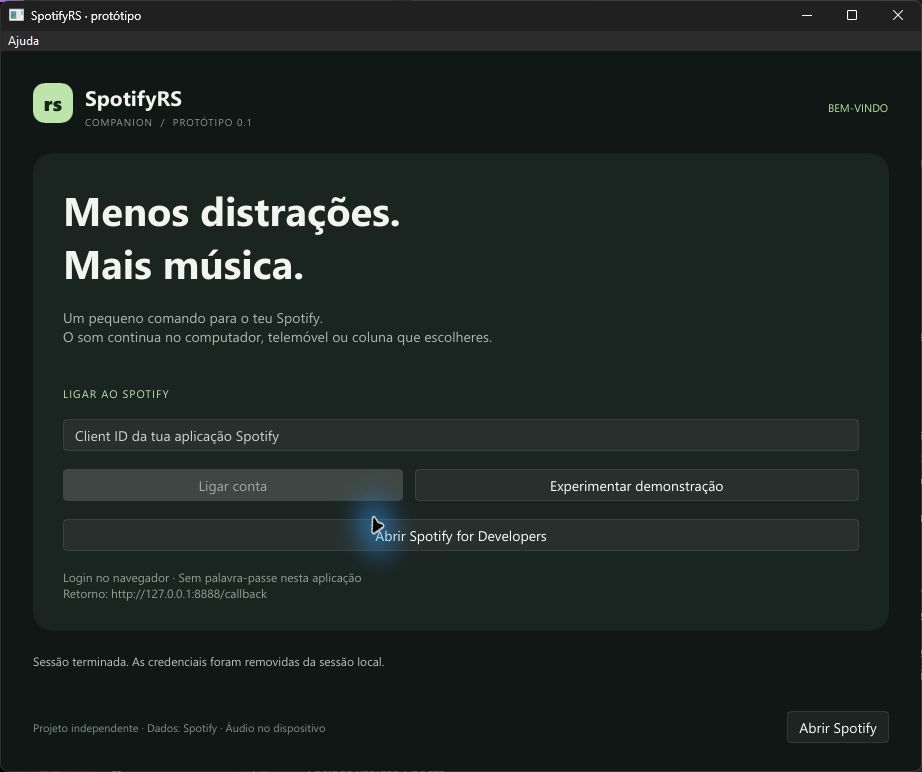 SpotifyRS · protótipo
Ajuda
rs
SpotifyRS
COMPANION / PROTÓTIPO 0.1
BEM-VINDO
Menos distrações.
Mais música.
Um pequeno comando para o teu Spotify.
O som continua no computador, telemóvel ou coluna que escolheres.
LIGAR AO SPOTIFY
Client ID da tua aplicação Spotify
Ligar conta
Experimentar demonstração
Abrir Spotify for Developers
Login no navegador · Sem palavra-passe nesta aplicação
Retorno: http://127.0.0.1:8888/callback
Sessão terminada. As credenciais foram removidas da sessão local.
Projeto independente · Dados: Spotify · Áudio no dispositivo
Abrir Spotify